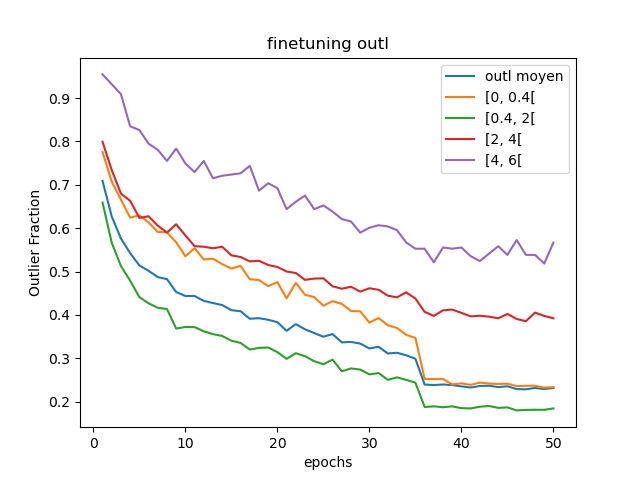 finetuning outl
Outlier Fraction
0.9
0.8
0.7
0.6
0.5
0.4
0.3
0.2
outl moyen
[0, 0.4[
[0.4, 2[
[2, 4[
[4, 6[
0 10 20 30 40 50
epochs